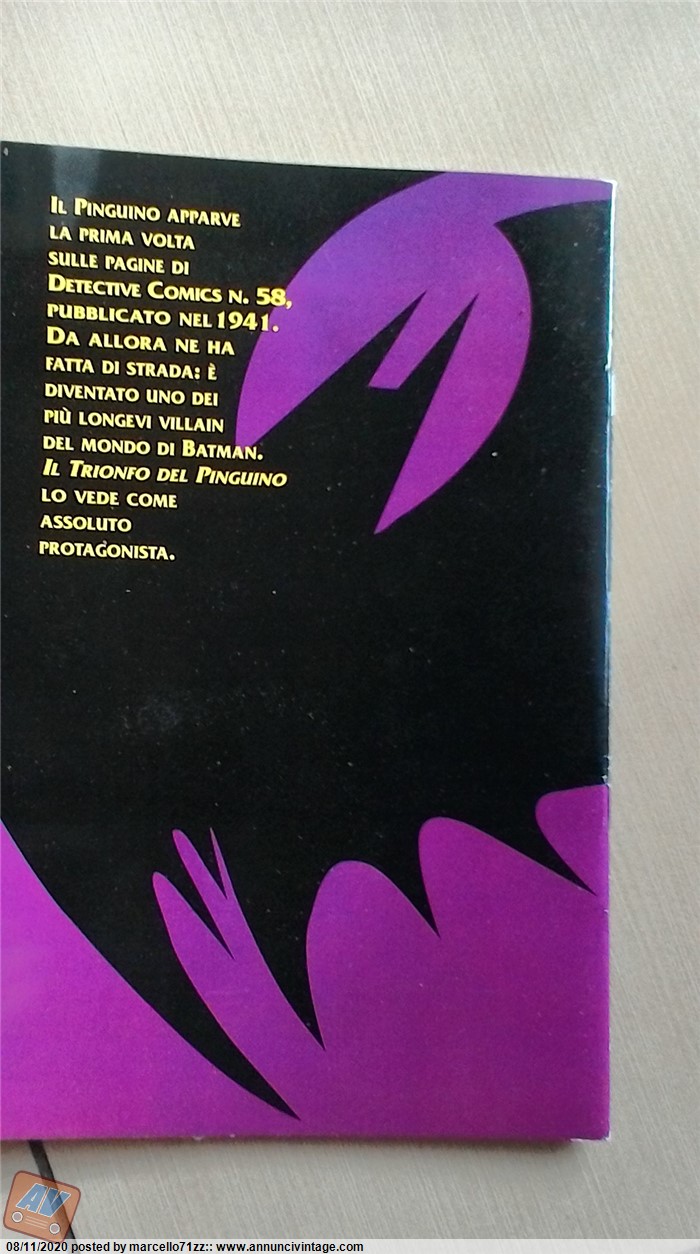 Il Pinguino apparve
la prima volta
sulle pagine di
Detective Comics n. 58,
pubblicato nel 1941.
Da allora ne ha
fatta di strada: è
diventato uno dei
più longevi villain
del mondo di Batman.
Il Trionfo del Pinguino
lo vede come
assoluto
protagonista.
AV
08/11/2020 posted by marcello71zz:: www.annuncivintage.com